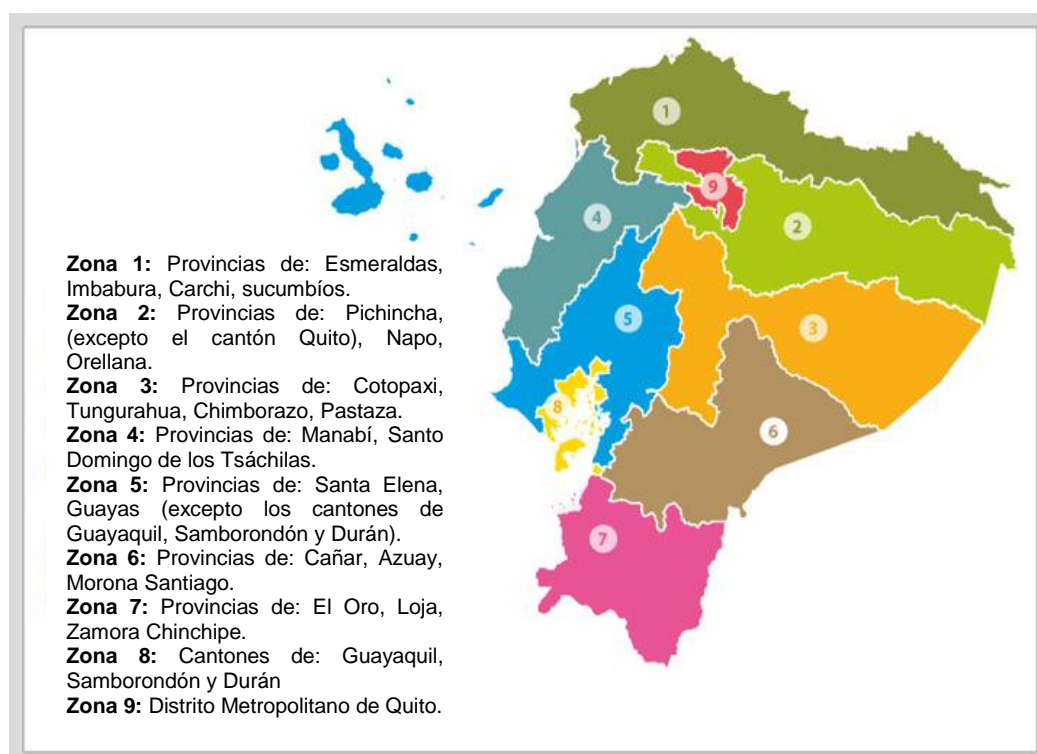 Zona 1: Provincias de: Esmeraldas,
Imbabura, Carchi, sucumbíos.
Zona 2: Provincias de: Pichincha,
(excepto el cantón Quito), Napo,
Orellana.
Zona 3: Provincias de: Cotopaxi,
Tungurahua, Chimborazo, Pastaza.
Zona 4: Provincias de: Manabí, Santo
Domingo de los Tsáchilas.
Zona 5: Provincias de: Santa Elena,
Guayas (excepto los cantones de
Guayaquil, Samborondón y Durán).
Zona 6: Provincias de: Cañar, Azuay,
Morona Santiago.
Zona 7: Provincias de: El Oro, Loja,
Zamora Chinchipe.
Zona 8: Cantones de: Guayaquil,
Samborondón y Durán
Zona 9: Distrito Metropolitano de Quito.
1
9
4
2
5
3
8
6
7